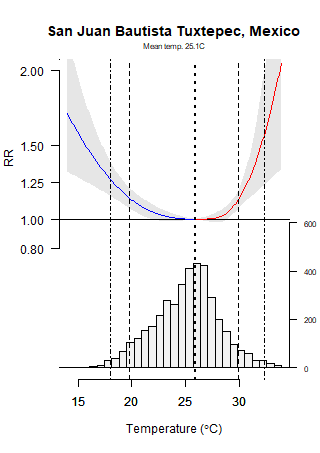 San Juan Bautista Tuxtepec, Mexico
Mean temp. 25.1C
2.00
1.50
1.25
1.00
0.80
RR
600
400
200
0
15 20 25 30
Temperature (°C)